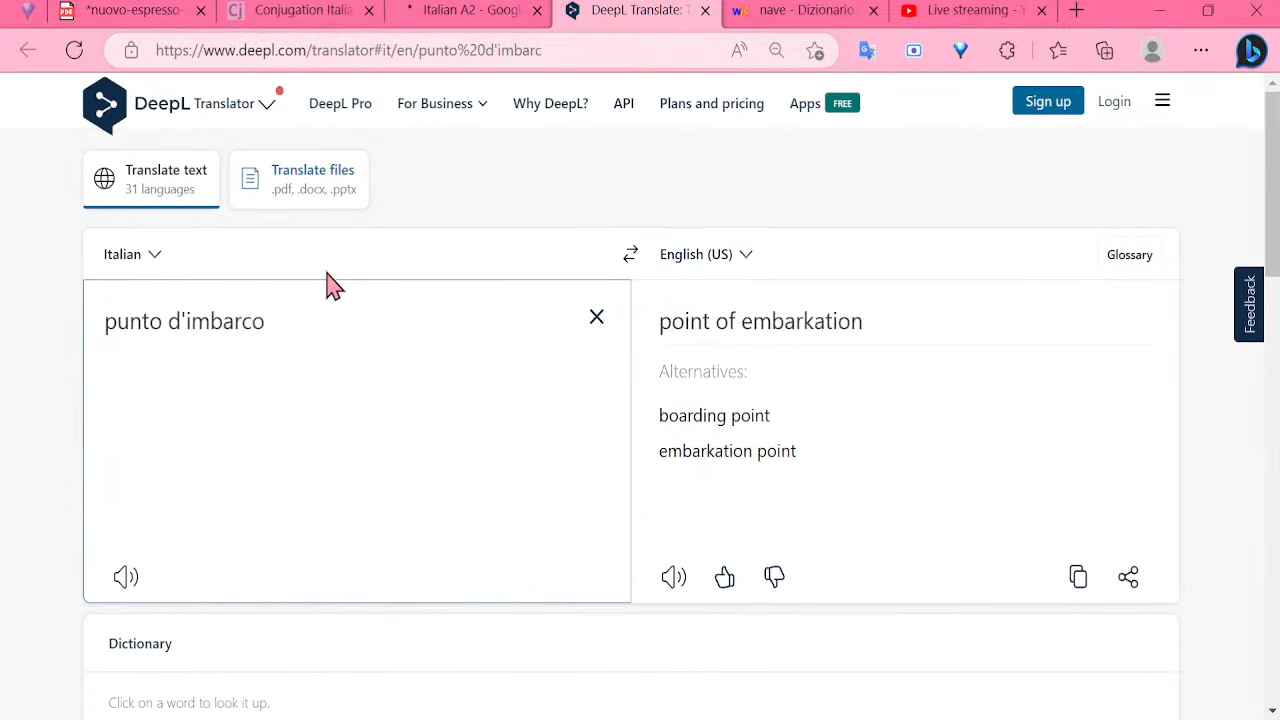 *nuovo-espresso-
Conjugation Italia
Italian A2 - Googl
DeepL Translate: T
nave - Dizionario
Live streaming - Y
https://www.deepl.com/translator#it/en/punto%20d'imbarc
DeepL Translator
DeepL Pro
For Business
Why DeepL?
API
Plans and pricing
Apps FREE
Sign up
Login
Translate text
31 languages
Translate files
.pdf, .docx, .pptx
Italian
English (US)
Glossary
punto d'imbarco
point of embarkation
Alternatives:
boarding point
embarkation point
Feedback
Dictionary
Click on a word to look it up.